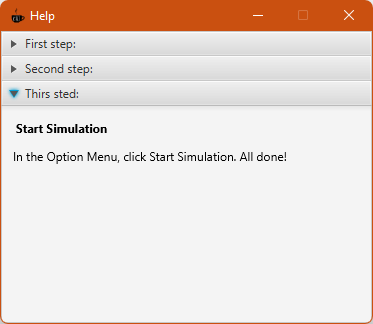 Help
First step:
Second step:
Thirs sted:
Start Simulation
In the Option Menu, click Start Simulation. All done!